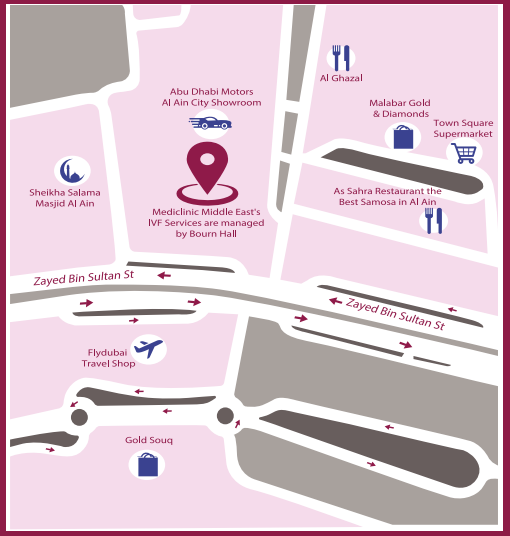 Al Ghazal
Abu Dhabi Motors
Al Ain City Showroom
Malabar Gold
& Diamonds
Town Square
Supermarket
Sheikha Salama
Masjid Al Ain
As Sahra Restaurant the
Best Samosa in Al Ain
Mediclinic Middle East's
IVF Services are managed
by Bourn Hall
Zayed Bin Sultan St
Zayed Bin Sultan St
Flydubai
Travel Shop
Gold Souq